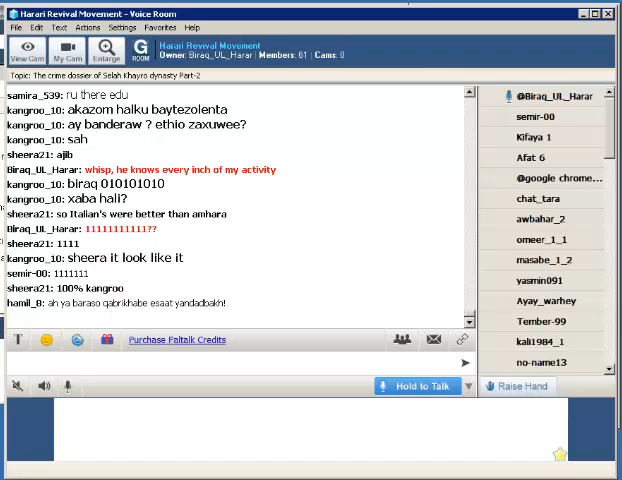 Harari Revival Movement - Voice Room
File Edit Text Actions Settings Favorites Help
View Cam
My Cam
Enlarge
G
ROOM
Harari Revival Movement
Owner: Biraq_UL_Harar | Members: 61 | Cams: 0
Topic: The crime dossier of Selah Khayro dynasty Part-2
samira_539: ru there edu
kangroo_10: akazom halku baytezolenta
kangroo_10: ay banderaw ? ethio zaxuwee?
kangroo_10: sah
sheera21: ajib
Biraq_UL_Harar: whisp, he knows every inch of my activity
kangroo_10: biraq 010101010
kangroo_10: xaba hali?
sheera21: so Italian's were better than amhara
Biraq_UL_Harar: 11111111111??
sheera21: 1111
kangroo_10: sheera it look like it
semir-00: 1111111
sheera21: 100% kangroo
hamil_8: ah ya baraso qabrikhabe esaat yandadbakh!
T
Purchase Paltalk Credits
Hold to Talk
@Biraq_UL_Harar
semir-00
Kifaya 1
Afat 6
@google chrome...
chat_tara
awbahar_2
omeer_1_1
masabe_1_2
yasmin091
Ayay_warhey
Tember-99
kali1984_1
no-name13
Raise Hand